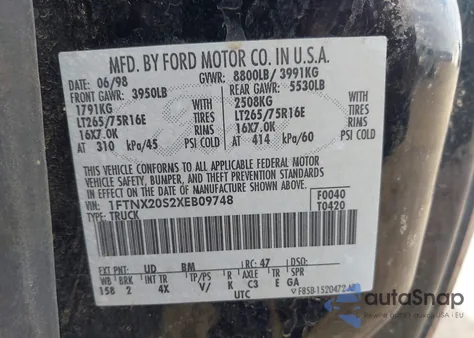 MFD. BY FORD MOTOR CO. IN U.S.A.
DATE: 06/98 GVWR: 8800LB/ 3991KG
FRONT GAWR: 3950LB REAR GAWR: 5530LB
1791KG WITH 2508KG WITH
LT265/75R16E TIRES LT265/75R16E TIRES
16X7.0K RIMS 16X7.0K RIMS
AT 310 kPa/45 PSI COLD AT 414 kPa/60 PSI COLD
THIS VEHICLE CONFORMS TO ALL APPLICABLE FEDERAL MOTOR VEHICLE
SAFETY, BUMPER, AND THEFT PREVENTION STANDARDS IN EFFECT ON THE
DATE OF MANUFACTURE SHOWN ABOVE.
VIN: 1FTNX20S2XEB09748 F0040
TYPE: TRUCK T0420
EXT PNT: UD BM RC: 47 DSO:
WB BRK INT TR TP/PS R AXLE TR SPR
158 2 4X V/ K C3 E GA
UTC F85B-1520472-AB
autoSnap